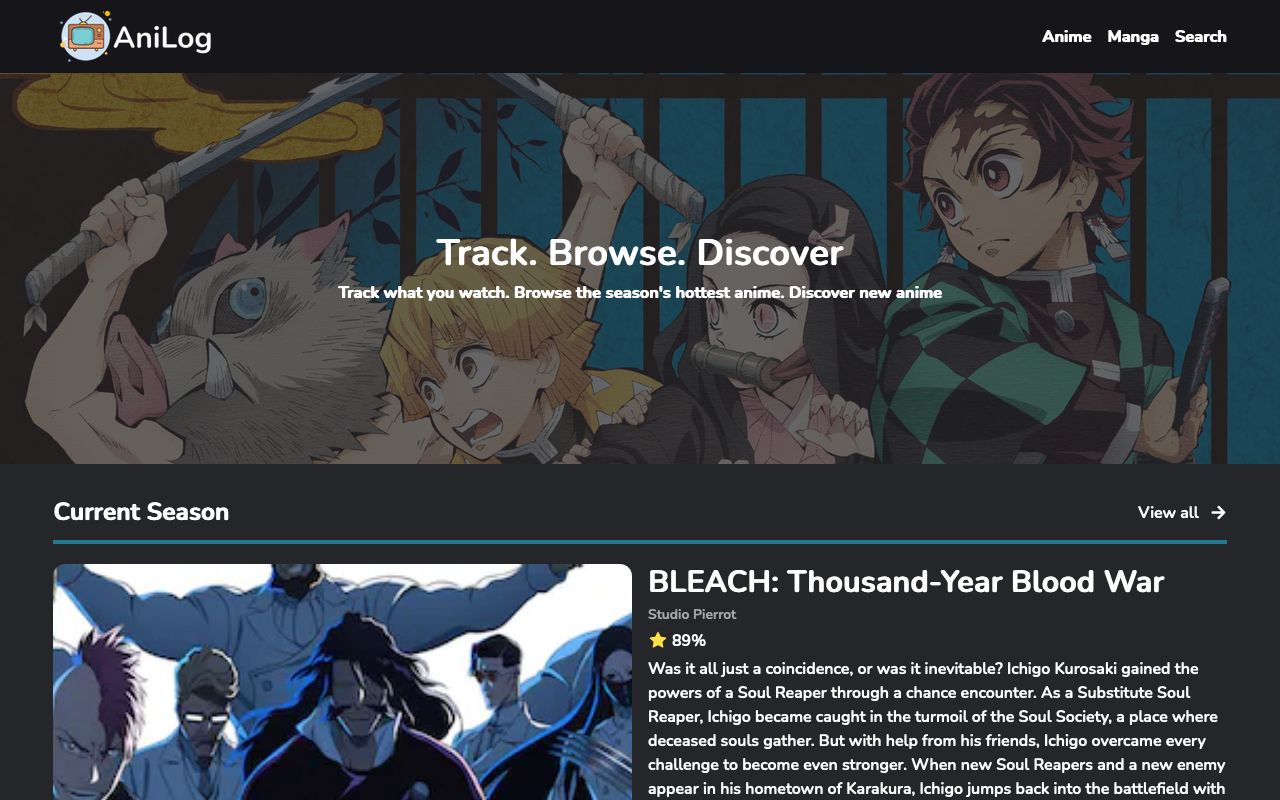 AniLog
Anime Manga Search
Track. Browse. Discover
Track what you watch. Browse the season's hottest anime. Discover new anime
Current Season
View all
BLEACH: Thousand-Year Blood War
Studio Pierrot
89%
Was it all just a coincidence, or was it inevitable? Ichigo Kurosaki gained the
powers of a Soul Reaper through a chance encounter. As a Substitute Soul
Reaper, Ichigo became caught in the turmoil of the Soul Society, a place where
deceased souls gather. But with help from his friends, Ichigo overcame every
challenge to become even stronger. When new Soul Reapers and a new enemy
appear in his hometown of Karakura, Ichigo jumps back into the battlefield with